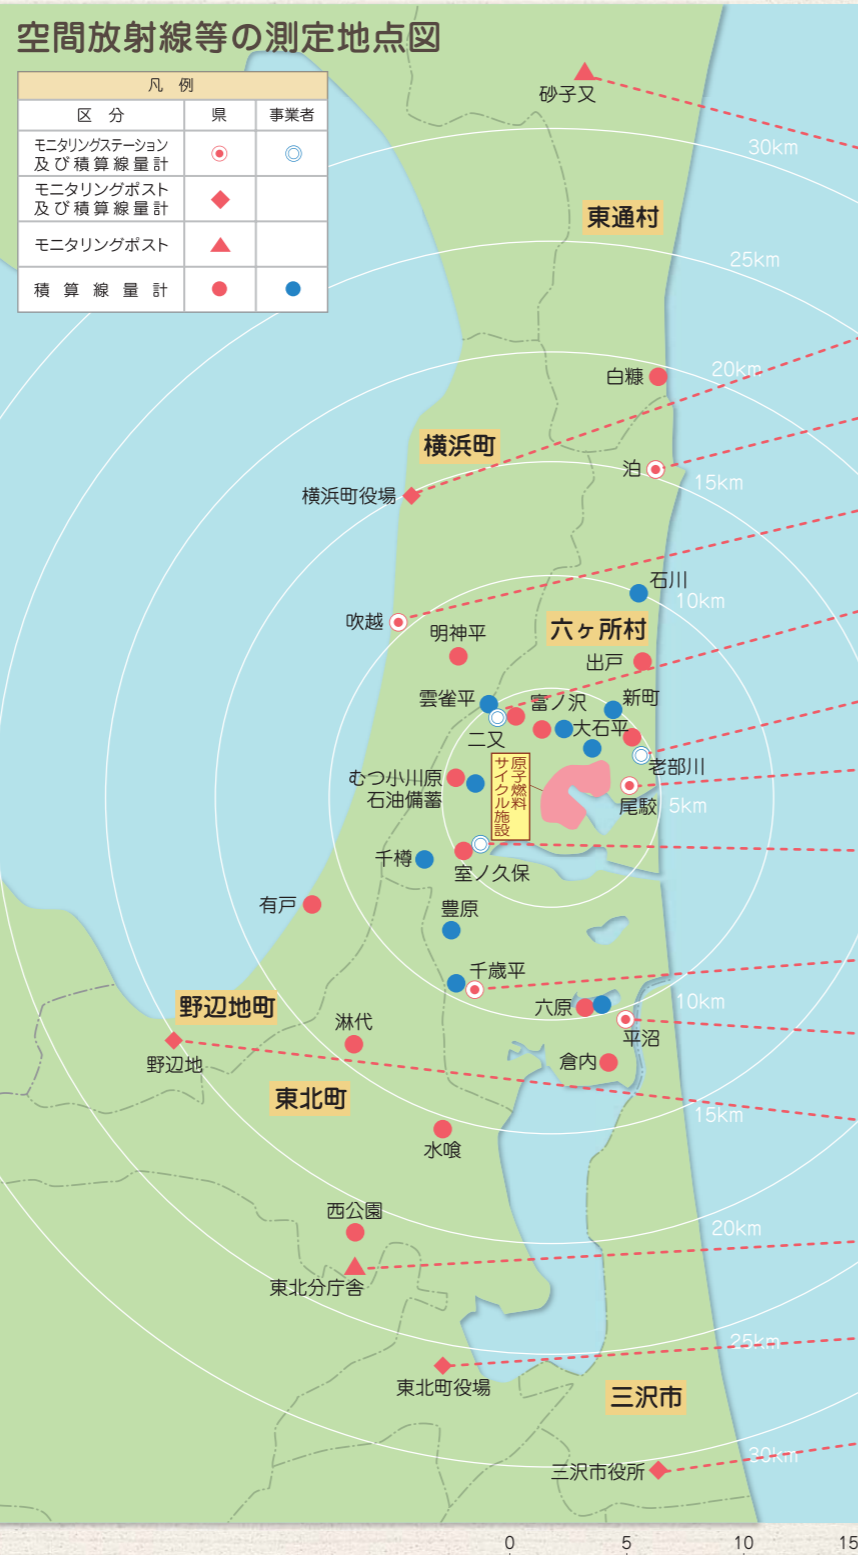 空間放射線等の測定地点図
凡 例
区 分 県 事業者
モニタリングステーション
及び積算線量計
モニタリングポスト
及び積算線量計
モニタリングポスト
積 算 線 量 計
砂子又
30km
東通村
25km
20km
白糠
横浜町
泊
15km
横浜町役場
石川
10km
吹越
明神平
六ヶ所村
出戸
雲雀平
富ノ沢
新町
二又
大石平
老部川
原子燃料
サイクル施設
むつ小川原
石油備蓄
尾駮
5km
千樽
室ノ久保
有戸
豊原
千歳平
野辺地町
六原
10km
淋代
平沼
野辺地
倉内
東北町
15km
水喰
西公園
20km
東北分庁舎
25km
東北町役場
三沢市
三沢市役所
30km
0 5 10 15